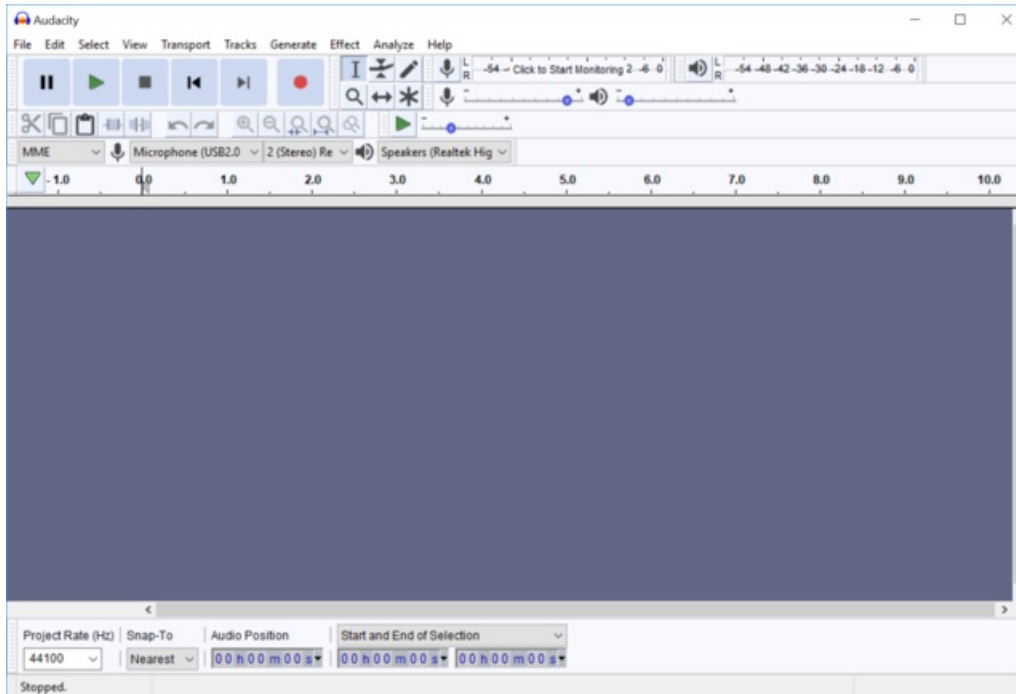 Audacity
File Edit Select View Transport Tracks Generate Effect Analyze Help
L R -54 - Click to Start Monitoring 2 -6 0 L R -54 -48 -42 -36 -30 -24 -18 -12 -6 0
- + - +
- +
MME Microphone (USB2.0 2 (Stereo) Re Speakers (Realtek Hig
- 1.0 0.0 1.0 2.0 3.0 4.0 5.0 6.0 7.0 8.0 9.0 10.0
Project Rate (Hz) Snap-To Audio Position Start and End of Selection
44100 Nearest 00 h 00 m 00 s 00 h 00 m 00 s 00 h 00 m 00 s
Stopped.